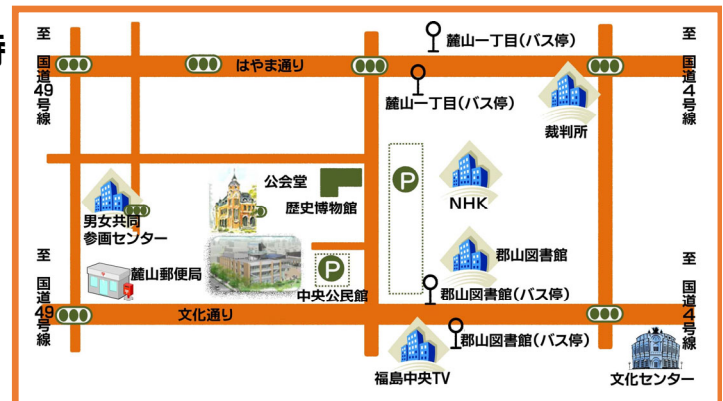 時
至 国道49号線
はやま通り
麓山一丁目(バス停)
麓山一丁目(バス停)
至 国道4号線
裁判所
公会堂
歴史博物館
P
NHK
男女共同
参画センター
麓山郵便局
P
中央公民館
郡山図書館
郡山図書館(バス停)
至 国道49号線
文化通り
郡山図書館(バス停)
至 国道4号線
福島中央TV
文化センター